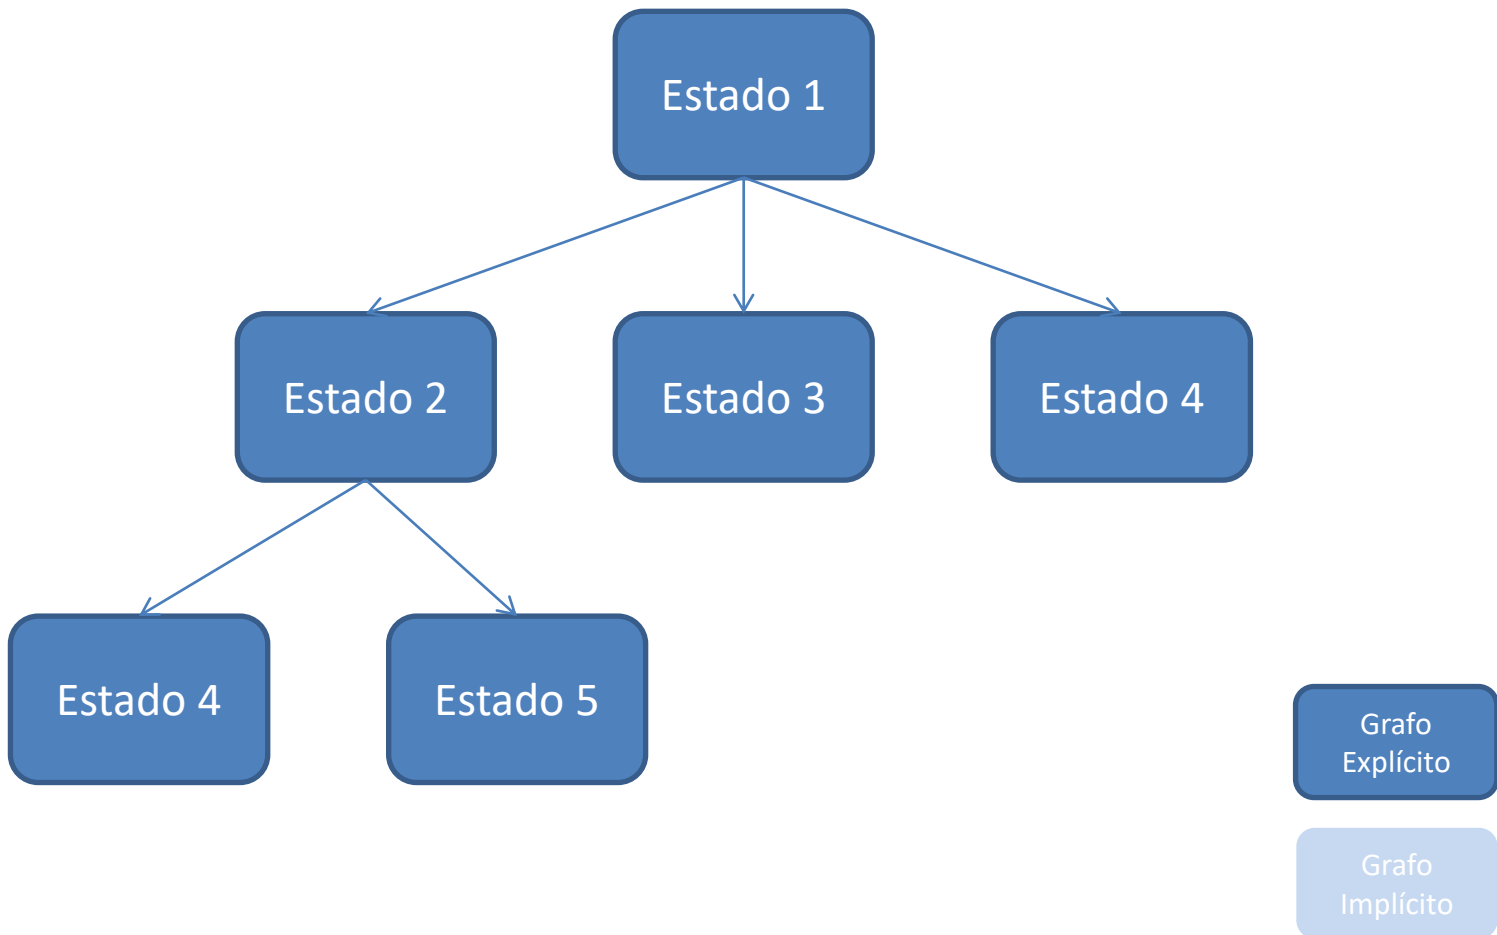 Estado 1
Estado 2
Estado 3
Estado 4
Estado 4
Estado 5
Grafo
Explícito
Grafo
Implícito